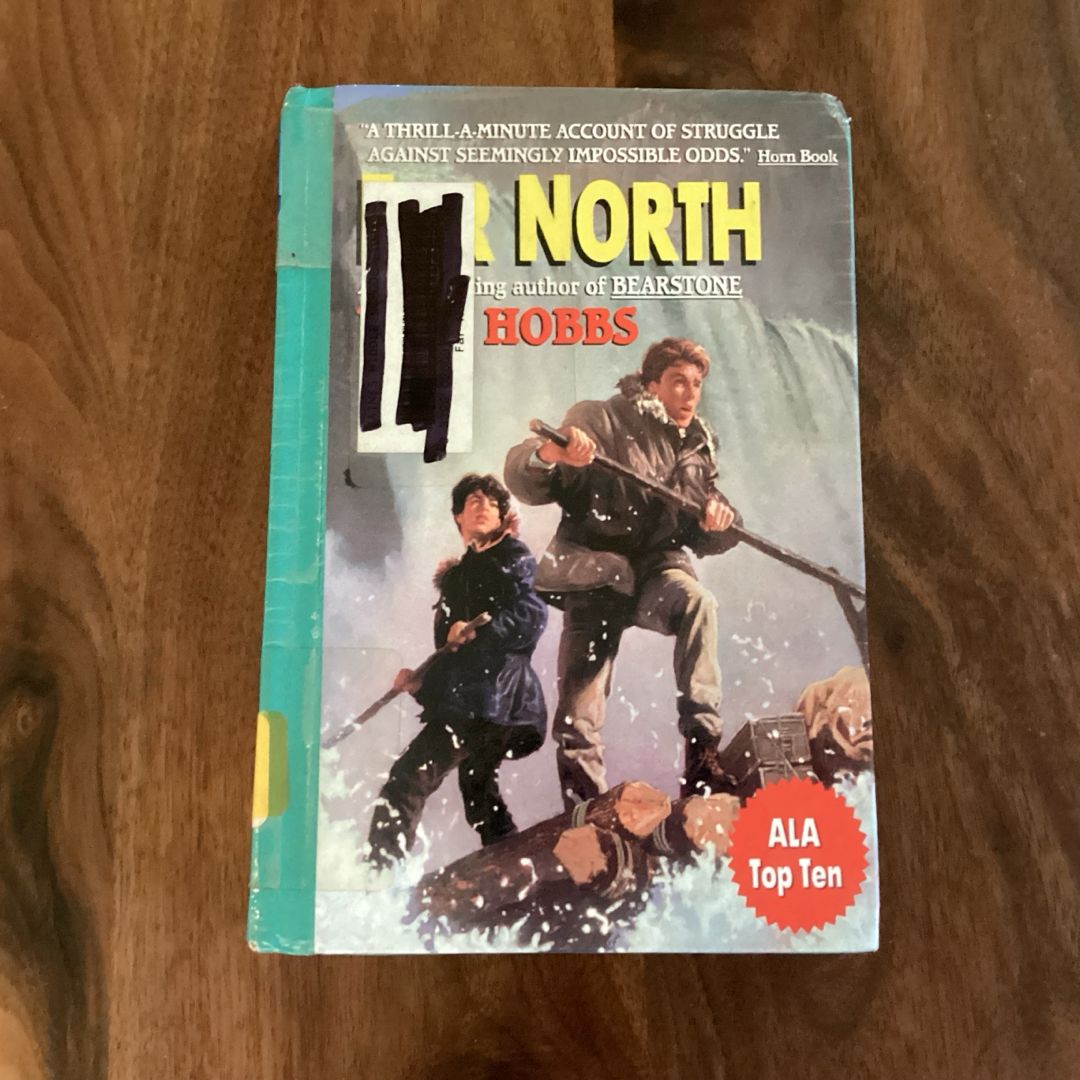 "A THRILL-A-MINUTE ACCOUNT OF STRUGGLE
AGAINST SEEMINGLY IMPOSSIBLE ODDS." Horn Book
NORTH
author of BEARSTONE
HOBBS
Far
ALA
Top Ten